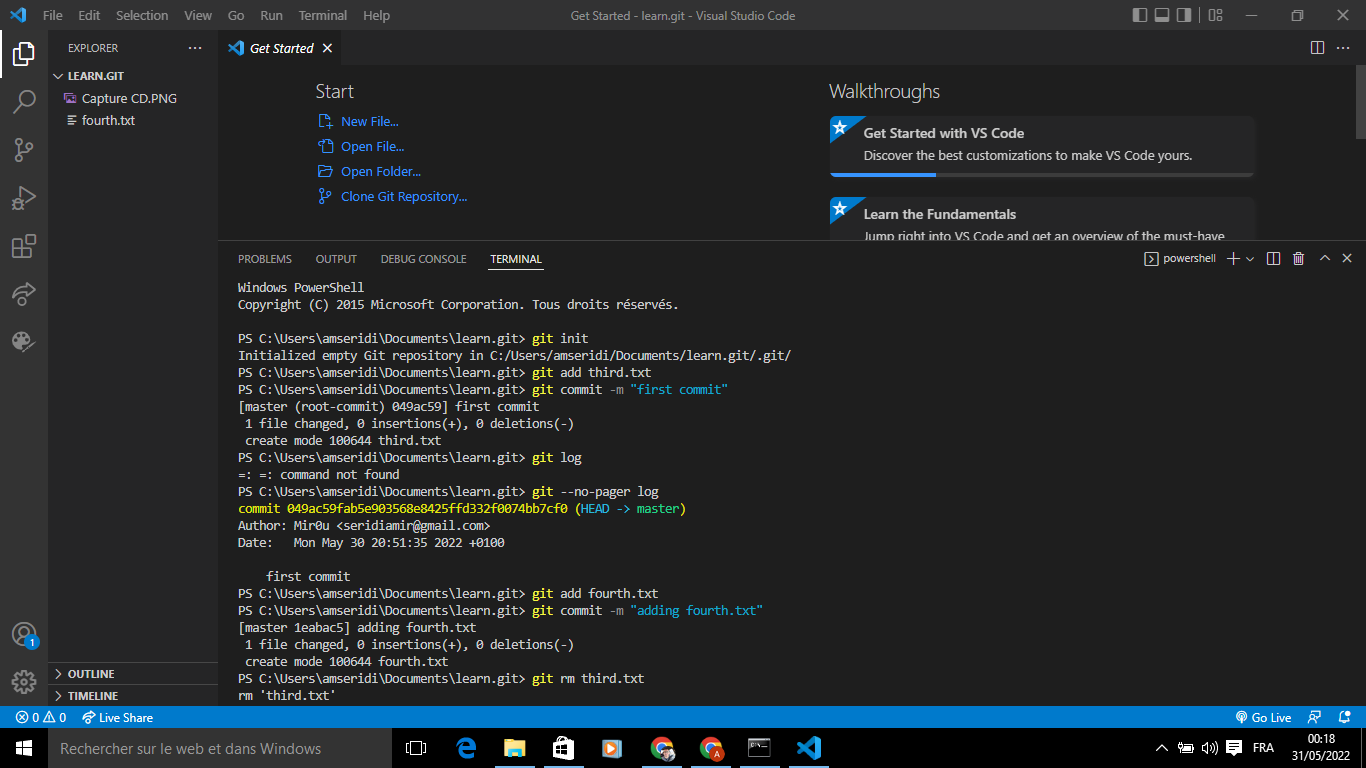 File Edit Selection View Go Run Terminal Help
Get Started - learn.git - Visual Studio Code
EXPLORER
LEARN.GIT
Capture CD.PNG
fourth.txt
OUTLINE
TIMELINE
Get Started
Start
New File...
Open File...
Open Folder...
Clone Git Repository...
Walkthroughs
Get Started with VS Code
Discover the best customizations to make VS Code yours.
Learn the Fundamentals
Jump right into VS Code and get an overview of the must-have
PROBLEMS OUTPUT DEBUG CONSOLE TERMINAL
powershell
Windows PowerShell
Copyright (C) 2015 Microsoft Corporation. Tous droits réservés.
PS C:\Users\amseridi\Documents\learn.git> git init
Initialized empty Git repository in C:/Users/amseridi/Documents/learn.git/.git/
PS C:\Users\amseridi\Documents\learn.git> git add third.txt
PS C:\Users\amseridi\Documents\learn.git> git commit -m "first commit"
[master (root-commit) 049ac59] first commit
1 file changed, 0 insertions(+), 0 deletions(-)
create mode 100644 third.txt
PS C:\Users\amseridi\Documents\learn.git> git log
=: =: command not found
PS C:\Users\amseridi\Documents\learn.git> git --no-pager log
commit 049ac59fab5e903568e8425ffd332f0074bb7cf0 (HEAD -> master)
Author: Mir0u <seridiamir@gmail.com>
Date: Mon May 30 20:51:35 2022 +0100
first commit
PS C:\Users\amseridi\Documents\learn.git> git add fourth.txt
PS C:\Users\amseridi\Documents\learn.git> git commit -m "adding fourth.txt"
[master 1eabac5] adding fourth.txt
1 file changed, 0 insertions(+), 0 deletions(-)
create mode 100644 fourth.txt
PS C:\Users\amseridi\Documents\learn.git> git rm third.txt
rm 'third.txt'
1
0 0 Live Share
Go Live
Rechercher sur le web et dans Windows
A
FRA
00:18
31/05/2022